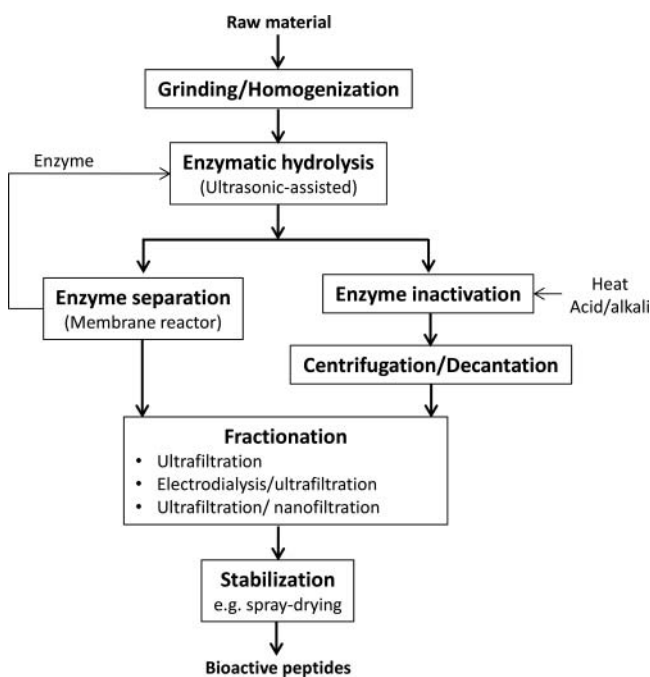 Raw material
Grinding/Homogenization
Enzyme
Enzymatic hydrolysis
(Ultrasonic-assisted)
Enzyme separation
(Membrane reactor)
Enzyme inactivation
Heat
Acid/alkali
Centrifugation/Decantation
Fractionation
• Ultrafiltration
• Electrodialysis/ultrafiltration
• Ultrafiltration/ nanofiltration
Stabilization
e.g. spray-drying
Bioactive peptides